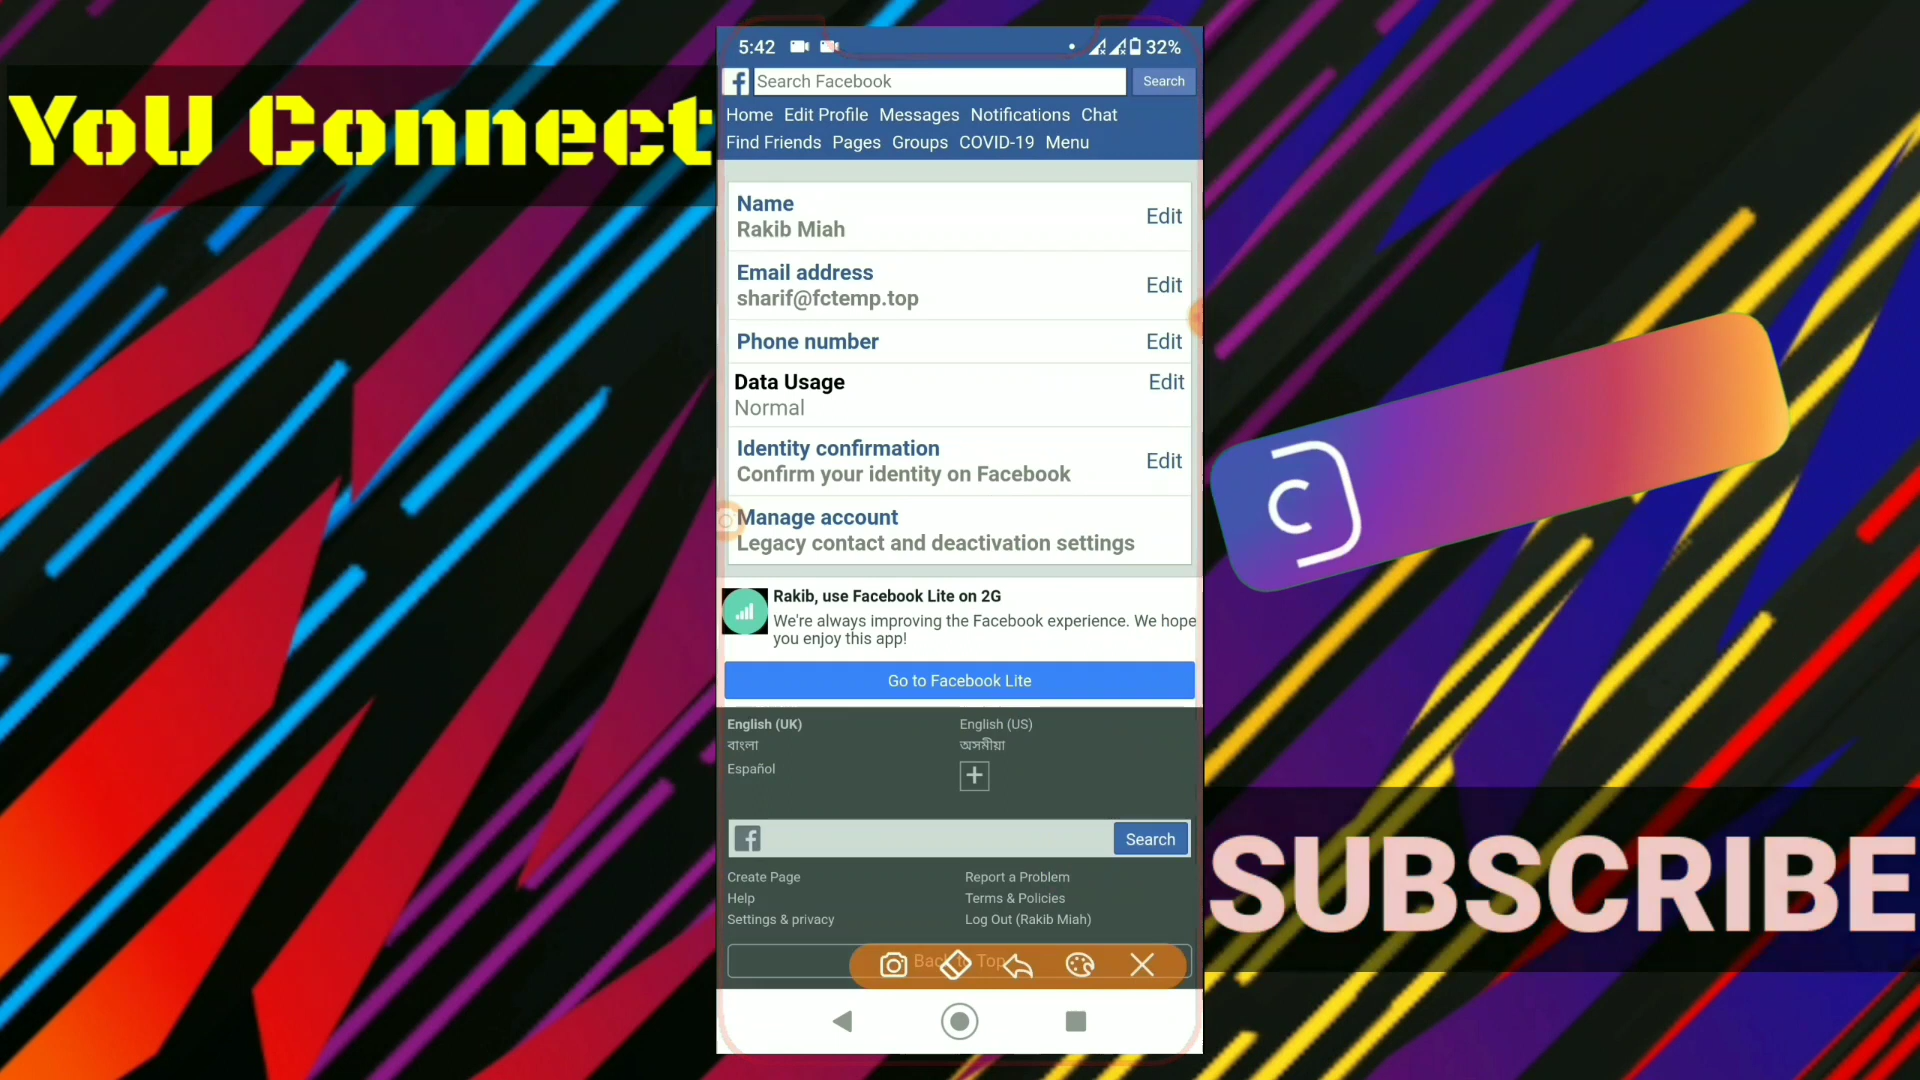 YoU Connect
5:42
32%
Search Facebook
Search
Home Edit Profile Messages Notifications Chat
Find Friends Pages Groups COVID-19 Menu
Name
Rakib Miah
Edit
Email address
sharif@fctemp.top
Edit
Phone number
Edit
Data Usage
Normal
Edit
Identity confirmation
Confirm your identity on Facebook
Edit
Manage account
Legacy contact and deactivation settings
Rakib, use Facebook Lite on 2G
We're always improving the Facebook experience. We hope
you enjoy this app!
Go to Facebook Lite
English (UK)
English (US)
বাংলা
অসমীয়া
Español
Search
Create Page
Report a Problem
Help
Terms & Policies
Settings & privacy
Log Out (Rakib Miah)
Back to Top
C
SUBSCRIBE